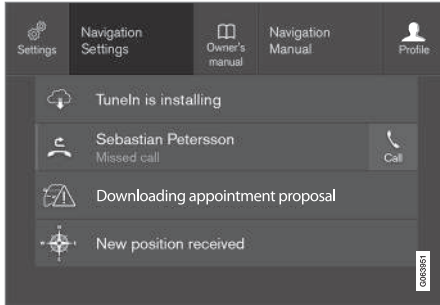 Settings
Navigation
Settings
Owner's
manual
Navigation
Manual
Profile
TuneIn is installing
Sebastian Petersson
Missed call
Call
Downloading appointment proposal
New position received
G063951